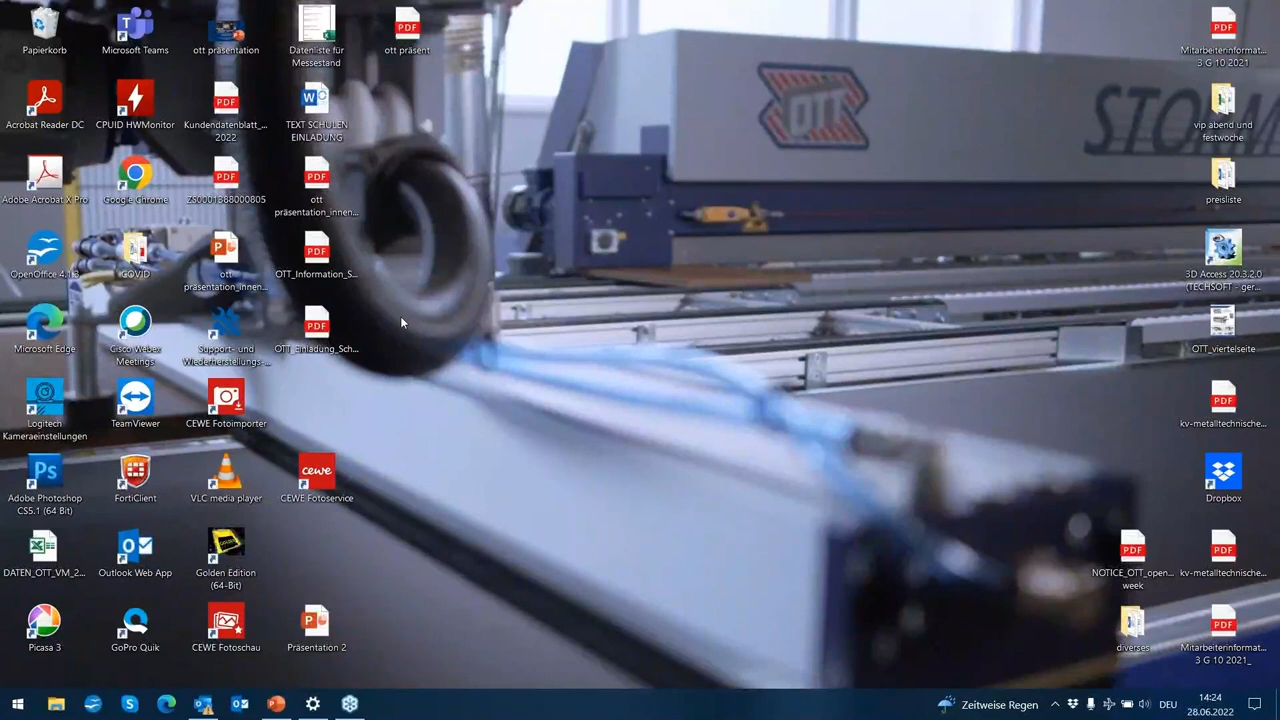 Papierkorb
Microsoft Teams
ott präsentation
Datenliste für
Messestand
ott präsent
Mitarbeiterinformat...
3 G 10 2021
Acrobat Reader DC
CPUID HWMonitor
Kundendatenblatt_...
2022
TEXT SCHULEN
EINLADUNG
vip abend und
festwoche
Adobe Acrobat X Pro
Google Chrome
ZS0001388000805
ott
präsentation_innen...
preisliste
OpenOffice 4.1.3
COVID
ott
präsentation_Innen...
OTT_Information_S...
3D Access 20.3.2.0
(TECHSOFT - ger...
Microsoft Edge
Cisco Webex
Meetings
Support- und
Wiederherstellungs-...
OTT_Einladung_Sch...
OTT_viertelseite
Logitech
Kameraeinstellungen
TeamViewer
CEWE Fotoimporter
kv-metalltechnische...
Adobe Photoshop
CS5.1 (64 Bit)
FortiClient
VLC media player
CEWE Fotoservice
Dropbox
DATEN_OTT_VM_2...
Outlook Web App
Golden Edition
(64-Bit)
NOTICE_OTT_open...
week
kv-metalltechnische...
Picasa 3
GoPro Quik
CEWE Fotoschau
Präsentation 2
diverses
Mitarbeiterinformat...
3 G 10 2021_
OTT
PDF
cewe
Ps
Zeitweise Regen
DEU
14:24
28.06.2022